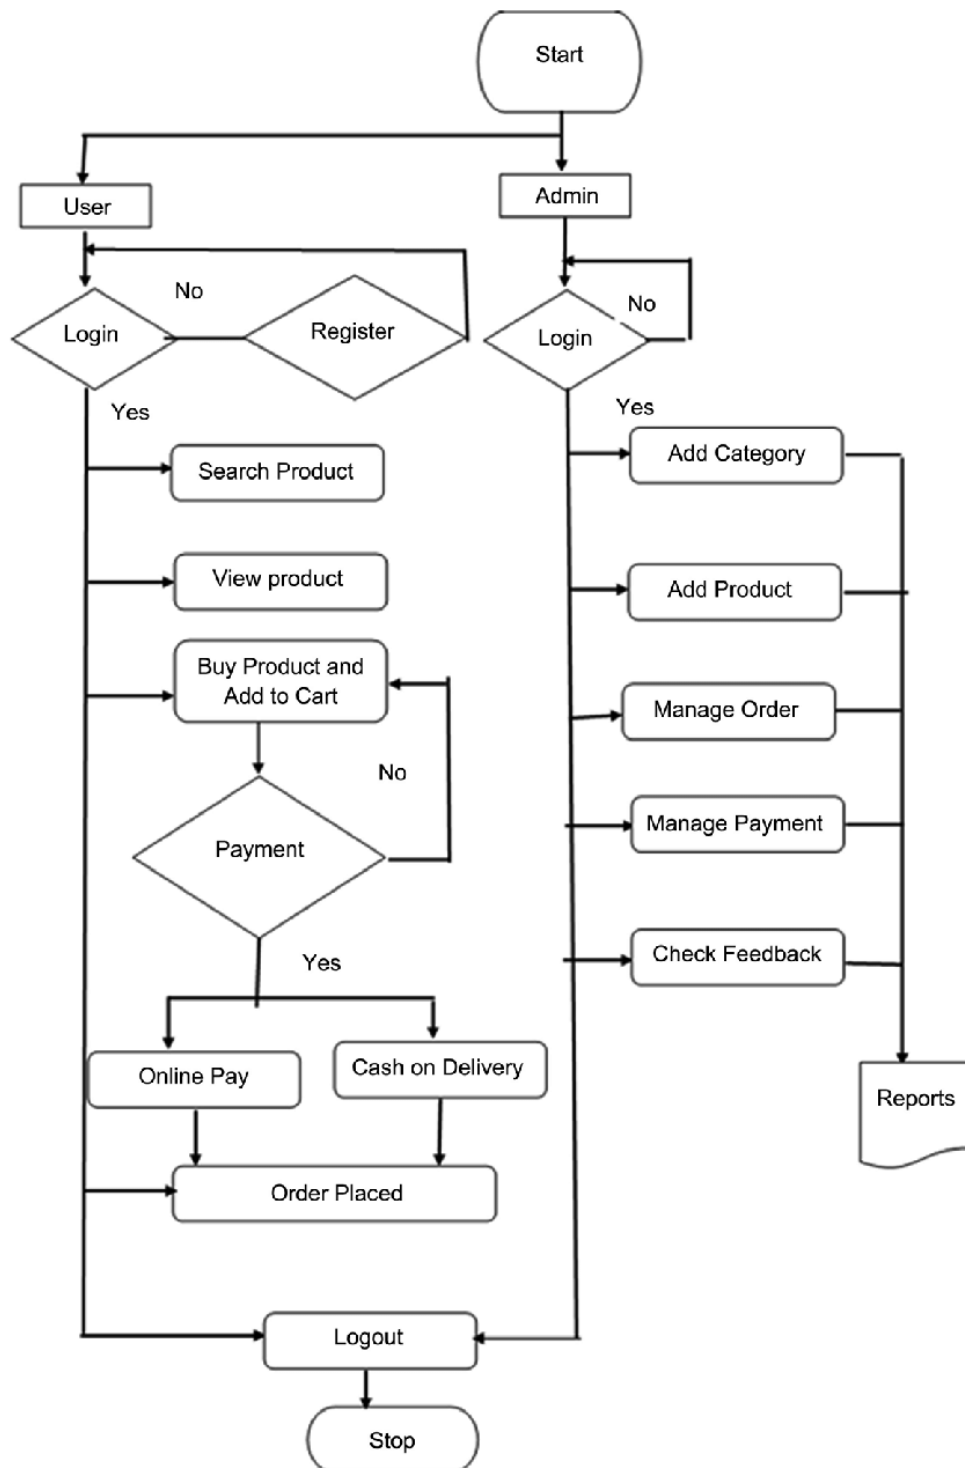 Start
User
Admin
No
Login
Register
No
Login
Yes
Yes
Search Product
Add Category
View product
Add Product
Buy Product and
Add to Cart
Manage Order
No
Payment
Manage Payment
Yes
Check Feedback
Online Pay
Cash on Delivery
Reports
Order Placed
Logout
Stop